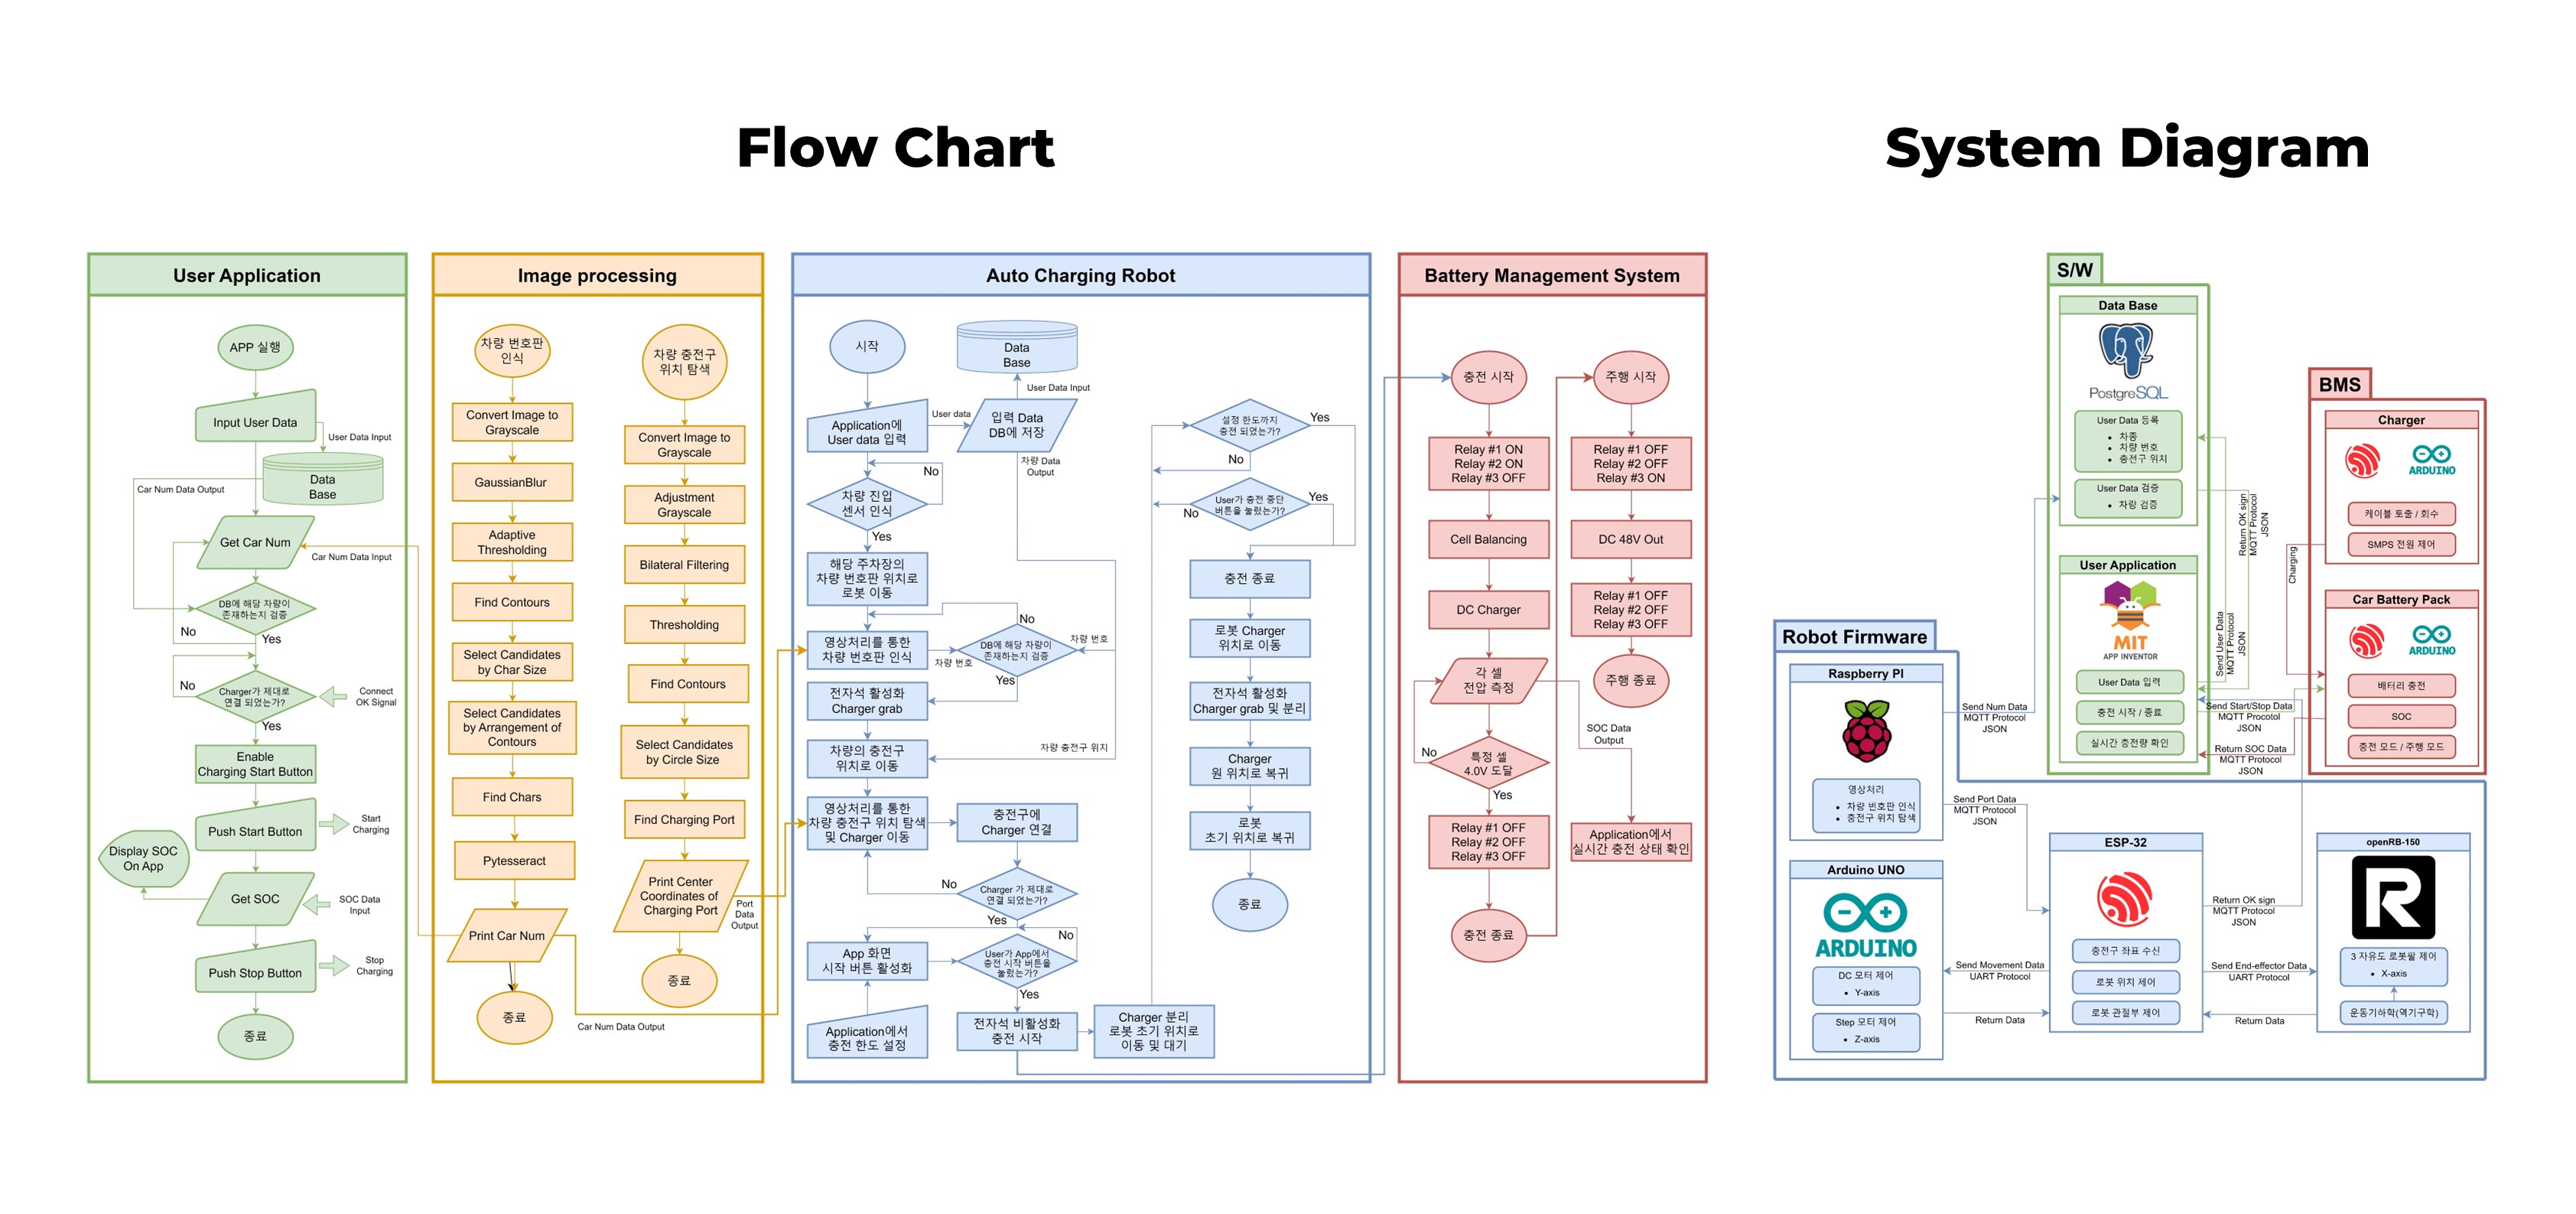 Flow Chart
System Diagram
User Application
APP 실행
Input User Data
User Data Input
Data
Base
Car Num Data Output
Get Car Num
Car Num Data Input
DB에 해당 차량이
존재하는지 검증
No
Yes
No
Charger가 제대로
연결 되었는가?
Connect
OK Signal
Yes
Enable
Charging Start Button
Push Start Button
Start
Charging
Display SOC
On App
Get SOC
SOC Data
Input
Push Stop Button
Stop
Charging
종료
Image processing
차량 번호판
인식
Convert Image to
Grayscale
GaussianBlur
Adaptive
Thresholding
Find Contours
Select Candidates
by Char Size
Select Candidates
by Arrangement of
Contours
Find Chars
Pytesseract
Print Car Num
종료
Car Num Data Output
차량 충전구
위치 탐색
Convert Image to
Grayscale
Adjustment
Grayscale
Bilateral Filtering
Thresholding
Find Contours
Select Candidates
by Circle Size
Find Charging Port
Print Center
Coordinates of
Charging Port
Port
Data
Output
종료
Auto Charging Robot
시작
Data
Base
User Data Input
Application에
User data 입력
User data
입력 Data
DB에 저장
차량 Data
Output
No
차량 진입
센서 인식
Yes
해당 주차장의
차량 번호판 위치로
로봇 이동
No
영상처리를 통한
차량 번호판 인식
차량 번호
DB에 해당 차량이
존재하는지 검증
차량 번호
Yes
전자석 활성화
Charger grab
차량의 충전구
위치로 이동
차량 충전구 위치
영상처리를 통한
차량 충전구 위치 탐색
및 Charger 이동
충전구에
Charger 연결
No
Charger 가 제대로
연결 되었는가?
Yes
No
App 화면
시작 버튼 활성화
User가 App에서
충전 시작 버튼을
눌렀는가?
Yes
Application에서
충전 한도 설정
전자석 비활성화
충전 시작
Charger 분리
로봇 초기 위치로
이동 및 대기
설정 한도까지
충전 되었는가?
Yes
No
User가 충전 중단
버튼을 눌렀는가?
Yes
No
충전 종료
로봇 Charger
위치로 이동
전자석 활성화
Charger grab 및 분리
Charger
원 위치로 복귀
로봇
초기 위치로 복귀
종료
Battery Management System
충전 시작
Relay #1 ON
Relay #2 ON
Relay #3 OFF
Cell Balancing
DC Charger
각 셀
전압 측정
No
특정 셀
4.0V 도달
Yes
Relay #1 OFF
Relay #2 OFF
Relay #3 OFF
충전 종료
주행 시작
Relay #1 OFF
Relay #2 OFF
Relay #3 ON
DC 48V Out
Relay #1 OFF
Relay #2 OFF
Relay #3 OFF
주행 종료
SOC Data
Output
Application에서
실시간 충전 상태 확인
S/W
Data Base
PostgreSQL
User Data 등록
• 차종
• 차량 번호
• 충전구 위치
User Data 검증
• 차량 검증
User Application
MIT
APP INVENTOR
User Data 입력
충전 시작 / 종료
실시간 충전량 확인
Return OK sign
MQTT Protocol
JSON
Send User Data
MQTT Protocol
JSON
BMS
Charger
ARDUINO
케이블 토출 / 회수
SMPS 전원 제어
Charging
Car Battery Pack
ARDUINO
배터리 충전
SOC
충전 모드 / 주행 모드
Send Start/Stop Data
MQTT Procotol
JSON
Return SOC Data
MQTT Protocol
JSON
Robot Firmware
Raspberry PI
영상처리
• 차량 번호판 인식
• 충전구 위치 탐색
Send Num Data
MQTT Protocol
JSON
Send Port Data
MQTT Protocol
JSON
Arduino UNO
ARDUINO
DC 모터 제어
• Y-axis
Step 모터 제어
• Z-axis
Send Movement Data
UART Protocol
Return Data
ESP-32
충전구 좌표 수신
로봇 위치 제어
로봇 관절부 제어
Return OK sign
MQTT Protocol
JSON
Send End-effector Data
UART Protocol
Return Data
openRB-150
R
3 자유도 로봇팔 제어
• X-axis
운동기하학(역기구학)